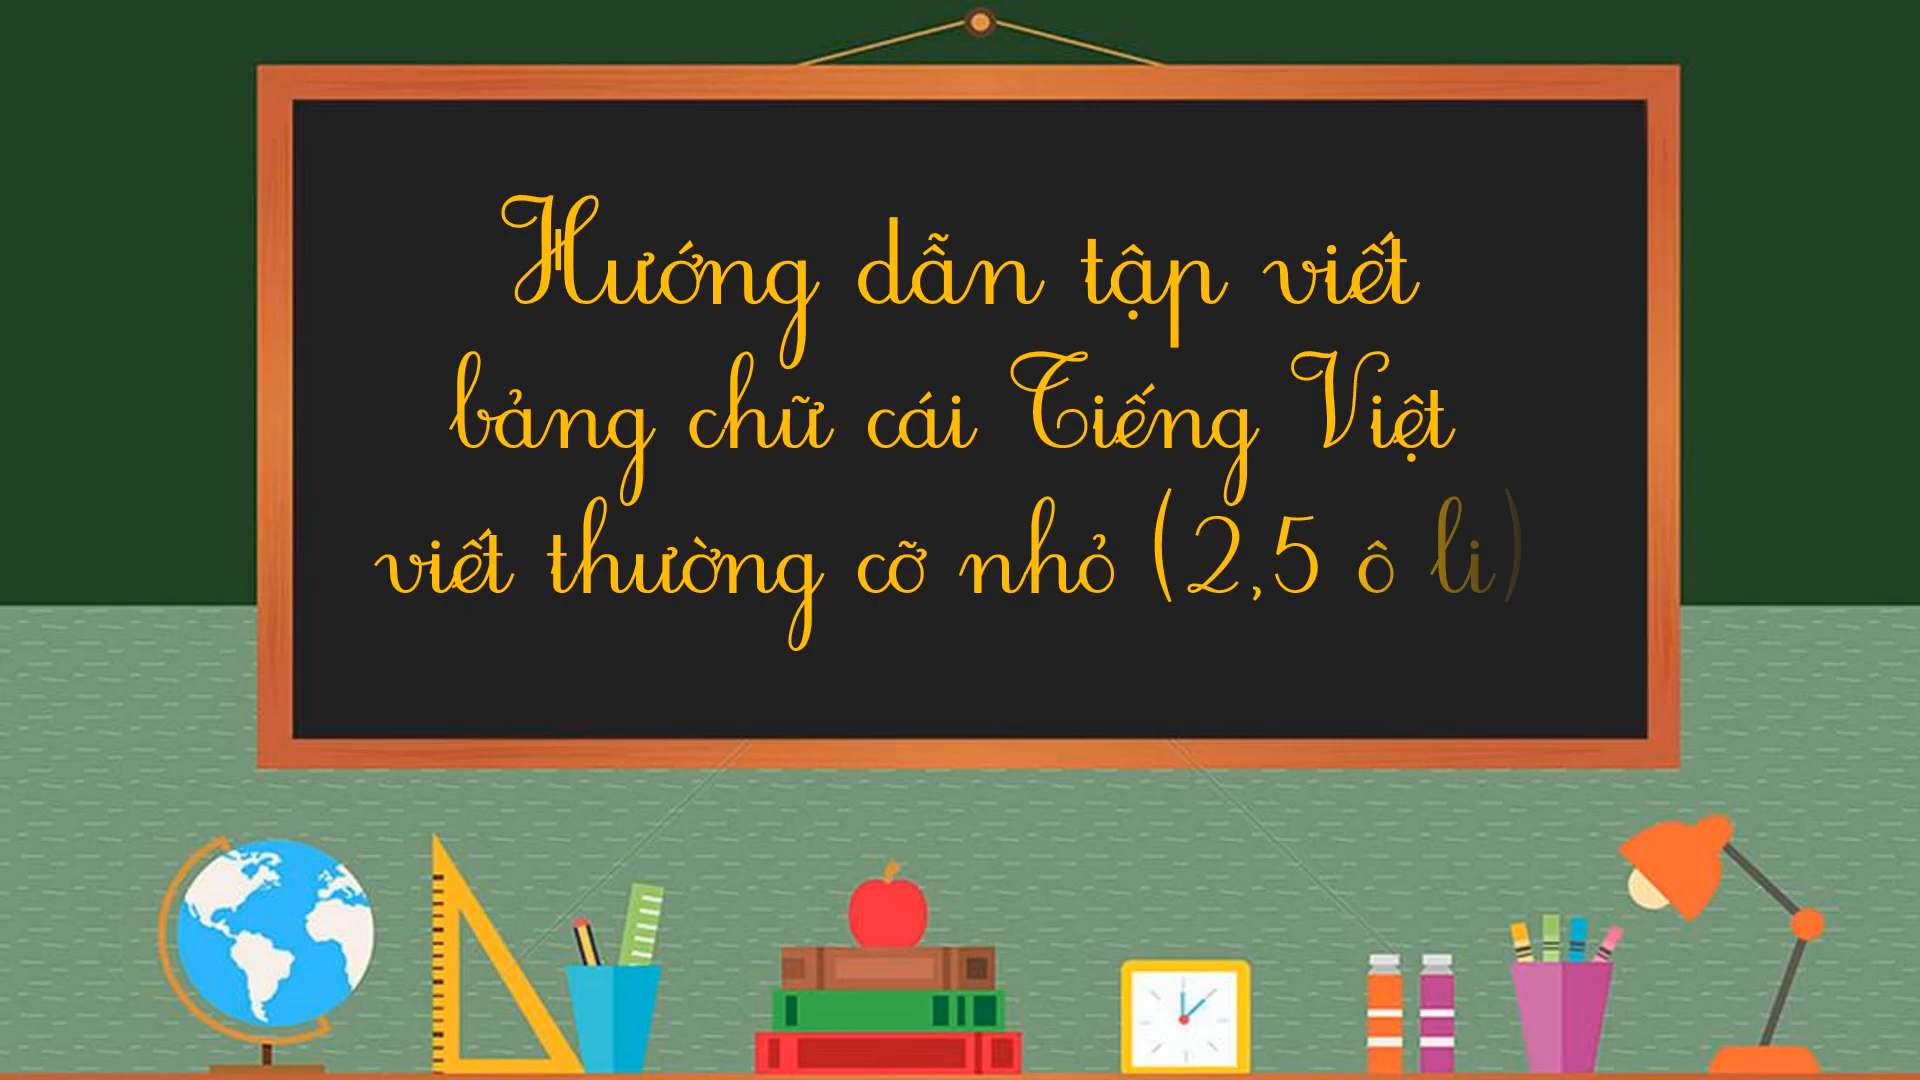 Hướng dẫn tập viết
bảng chữ cái Tiếng Việt
viết thường cỡ nhỏ (2,5 ô li)